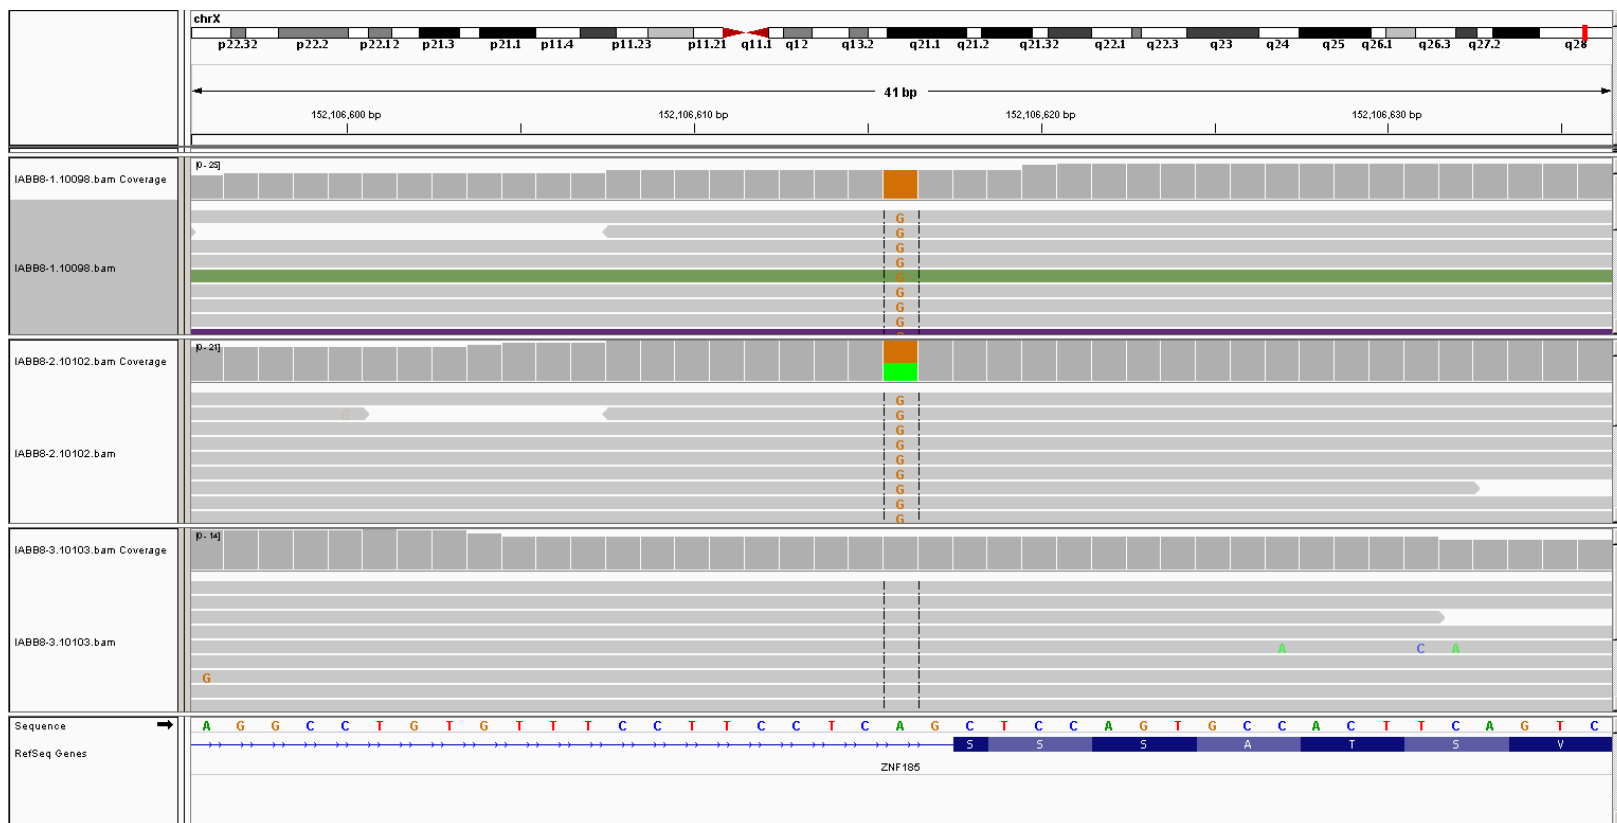 chrX
p22.32 p22.2 p22.12 p21.3 p21.1 p11.4 p11.23 p11.21 q11.1 q12 q13.2 q21.1 q21.2 q21.32 q22.1 q22.3 q23 q24 q25 q26.1 q26.3 q27.2 q28
41 bp
152,106,600 bp 152,106,610 bp 152,106,620 bp 152,106,630 bp
[0 - 25]
IABB8-1.10098.bam Coverage
G
G
G
G
G
IABB8-1.10098.bam
G
G
G
G
[0 - 21]
IABB8-2.10102.bam Coverage
G
G G
G
G
IABB8-2.10102.bam
G
G
G
G
G
[0 - 14]
IABB8-3.10103.bam Coverage
IABB8-3.10103.bam
A C A
G
Sequence A G G C C T G T G T T T C C T T C C T C A G C T C C A G T G C C A C T T C A G T C
RefSeq Genes S S S A T S V
ZNF185